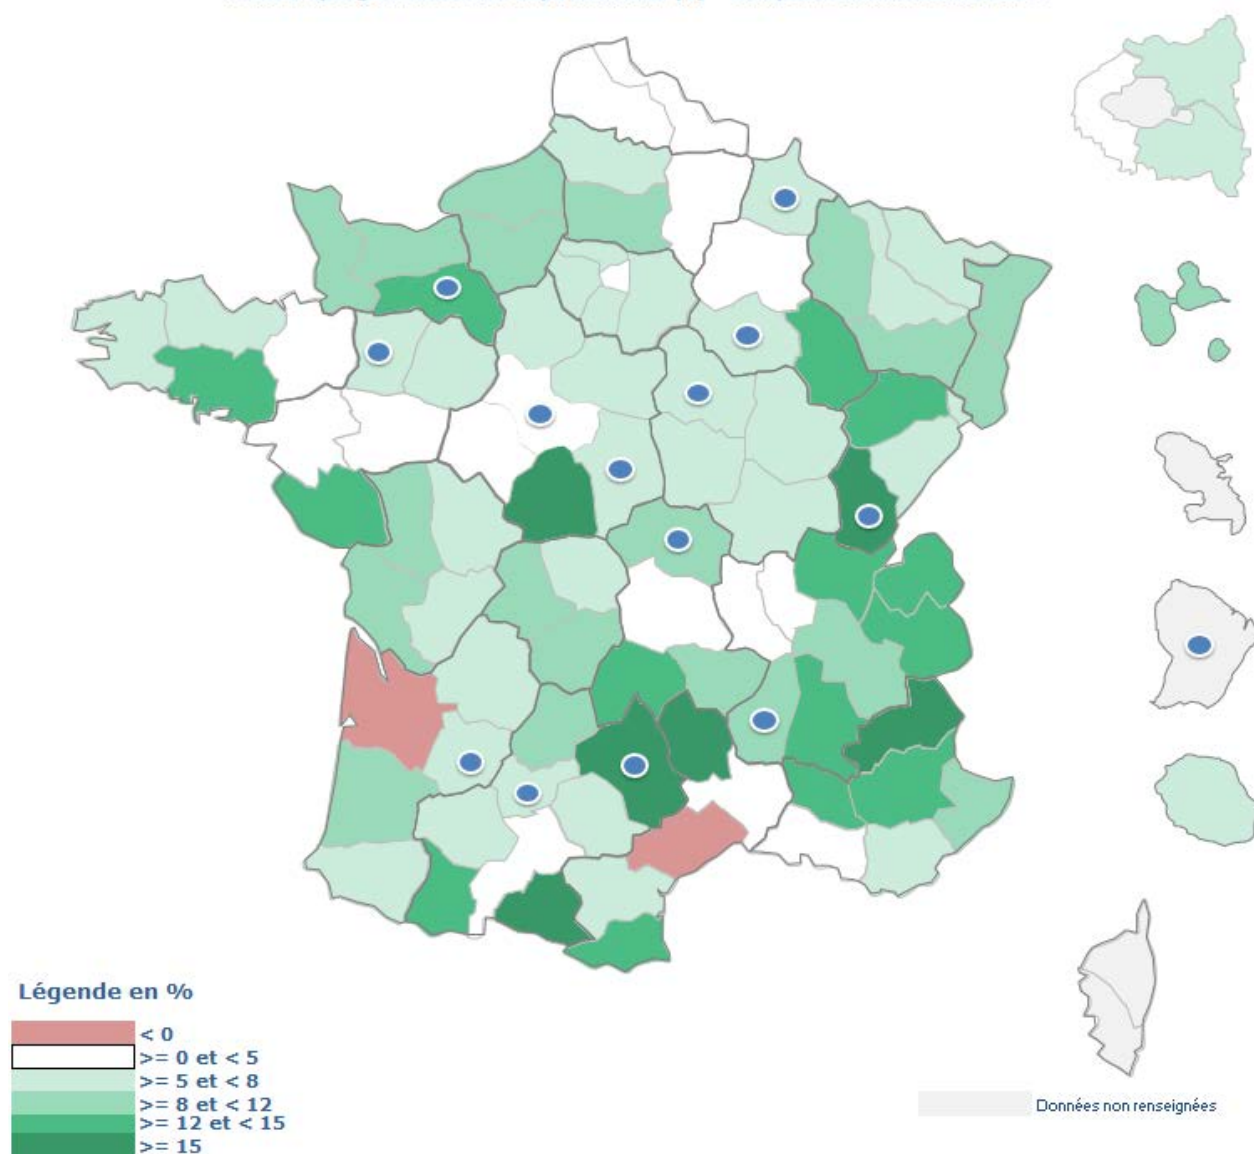 Légende en %
< 0
>= 0 et < 5
>= 5 et < 8
>= 8 et < 12
>= 12 et < 15
>= 15
Données non renseignées